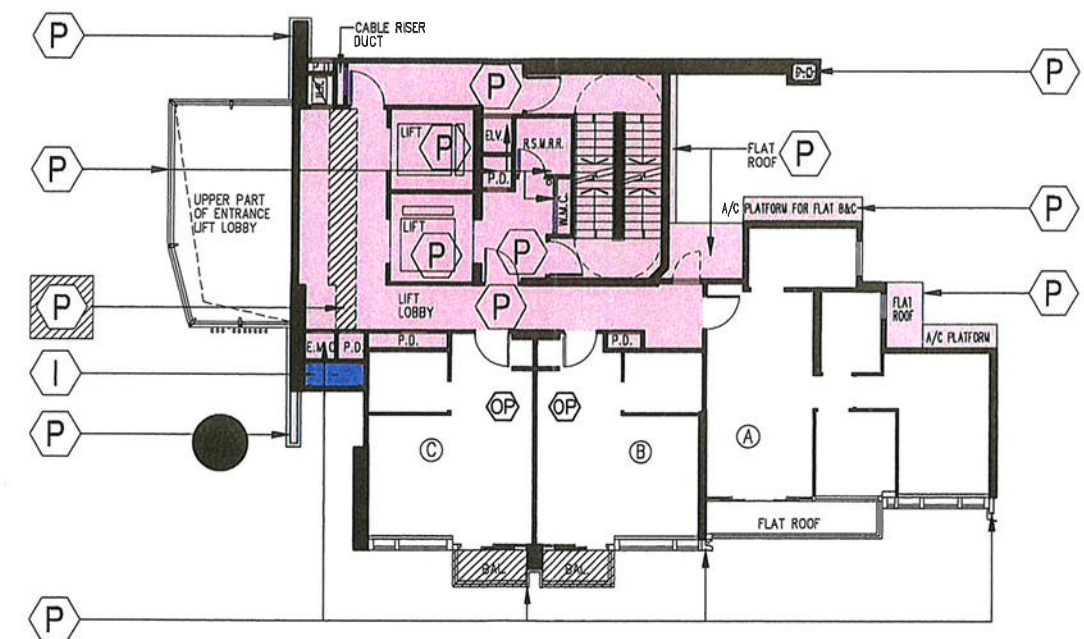 P
CABLE RISER
DUCT
P.D.
P
P.D
P
LIFT
P
ELV.
R.S.M.R.R.
P
P.D.
FLAT
ROOF
P
UPPER PART
OF ENTRANCE
LIFT LOBBY
W.M.C.
A/C PLATFORM FOR FLAT B&C
P
LIFT
P
P
P
LIFT
LOBBY
P
FLAT
ROOF
P
E.M.C
P.D.
P.D.
P.D.
A/C PLATFORM
I
OP
OP
P
C
B
A
FLAT ROOF
BAL.
BAL.
P